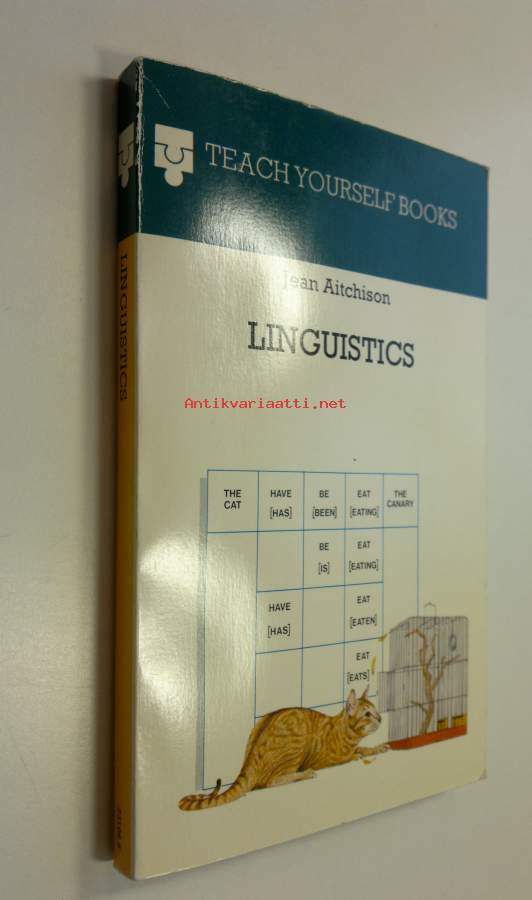 TEACH YOURSELF BOOKS
Jean Aitchison
LINGUISTICS
Antikvariaatti.net
THE CAT HAVE [HAS] BE [BEEN] EAT [EATING] THE CANARY
BE [IS] EAT [EATING]
HAVE [HAS] EAT [EATEN]
EAT [EATS]
LINGUISTICS